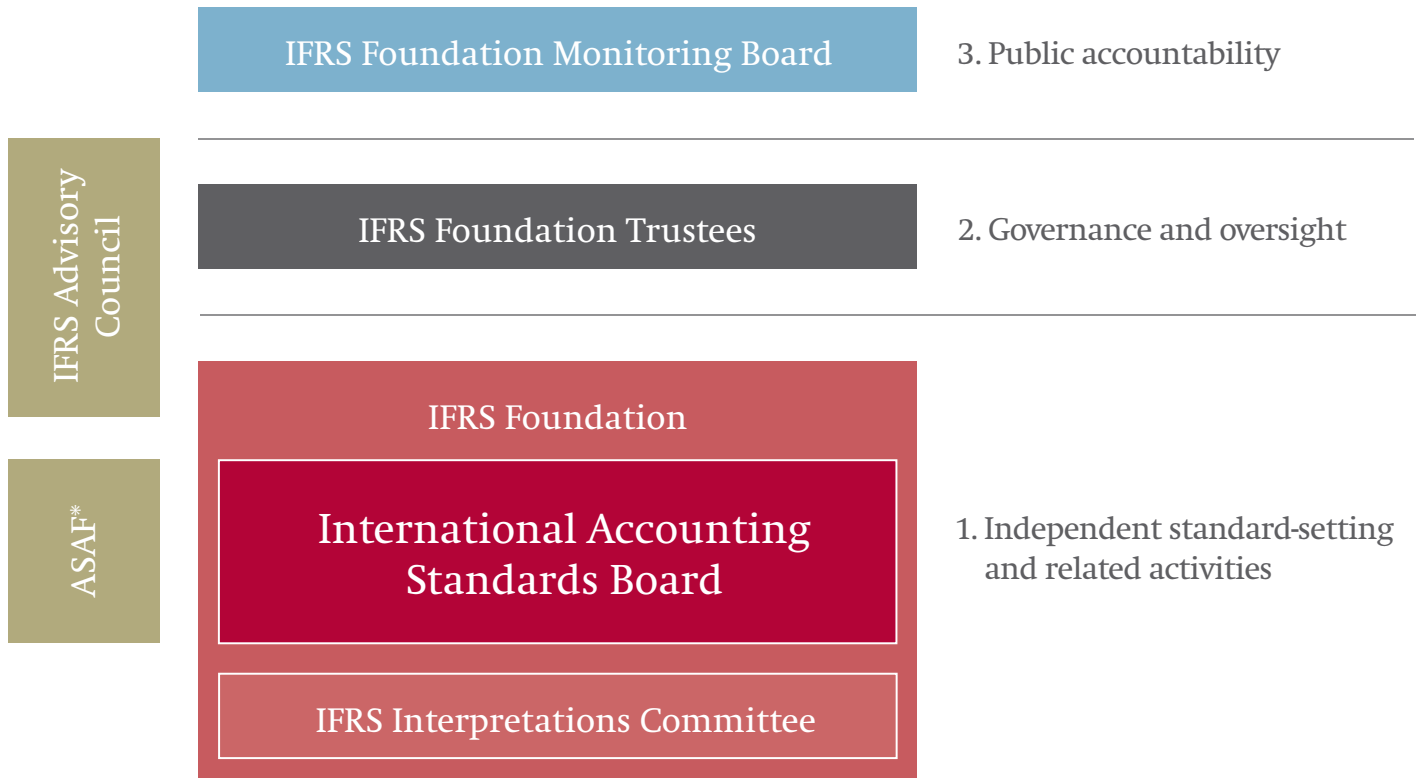 IFRS Foundation Monitoring Board
3. Public accountability
IFRS Advisory
Council
IFRS Foundation Trustees
2. Governance and oversight
ASAF*
IFRS Foundation
International Accounting
Standards Board
IFRS Interpretations Committee
1. Independent standard-setting
and related activities